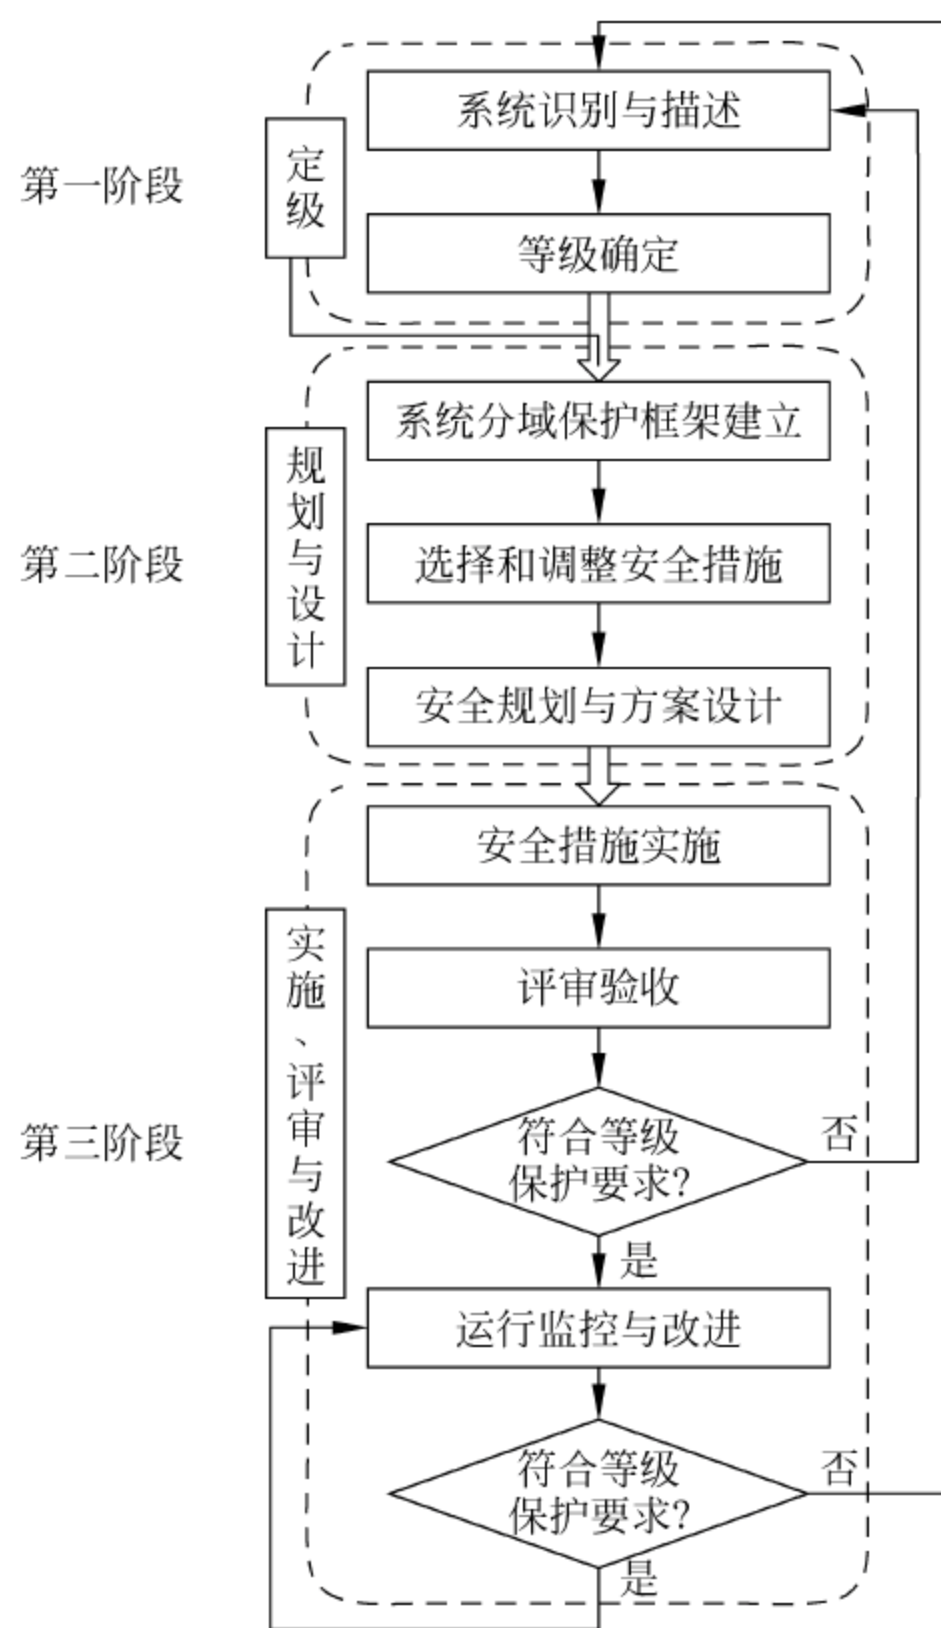 系统识别与描述
第一阶段
定级
等级确定
系统分域保护框架建立
第二阶段
规划与设计
选择和调整安全措施
安全规划与方案设计
安全措施实施
评审验收
第三阶段
实施、评审与改进
符合等级
保护要求?
否
是
运行监控与改进
符合等级
保护要求?
否
是